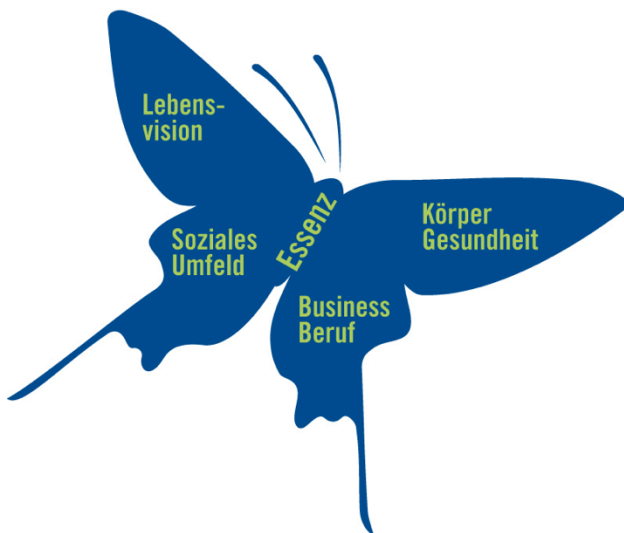 Lebens-
vision
Soziales
Umfeld
Essenz
Körper
Gesundheit
Business
Beruf